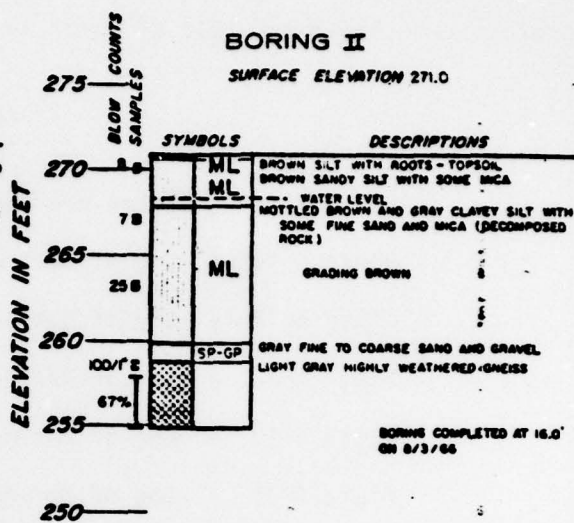 BORING II
SURFACE ELEVATION 271.0
BLOW COUNTS
SAMPLES
SYMBOLS
DESCRIPTIONS
ELEVATION IN FEET
275
270
ML
BROWN SILT WITH ROOTS - TOPSOIL
ML
BROWN SANDY SILT WITH SOME MICA
WATER LEVEL
7
MOTTLED BROWN AND GRAY CLAYEY SILT WITH
SOME FINE SAND AND MICA (DECOMPOSED
ROCK)
265
ML
GRADING BROWN
25
260
SP-GP
GRAY FINE TO COARSE SAND AND GRAVEL
100/1"
LIGHT GRAY HIGHLY WEATHERED GNEISS
67%
255
BORING COMPLETED AT 16.0'
ON 8/3/66
250